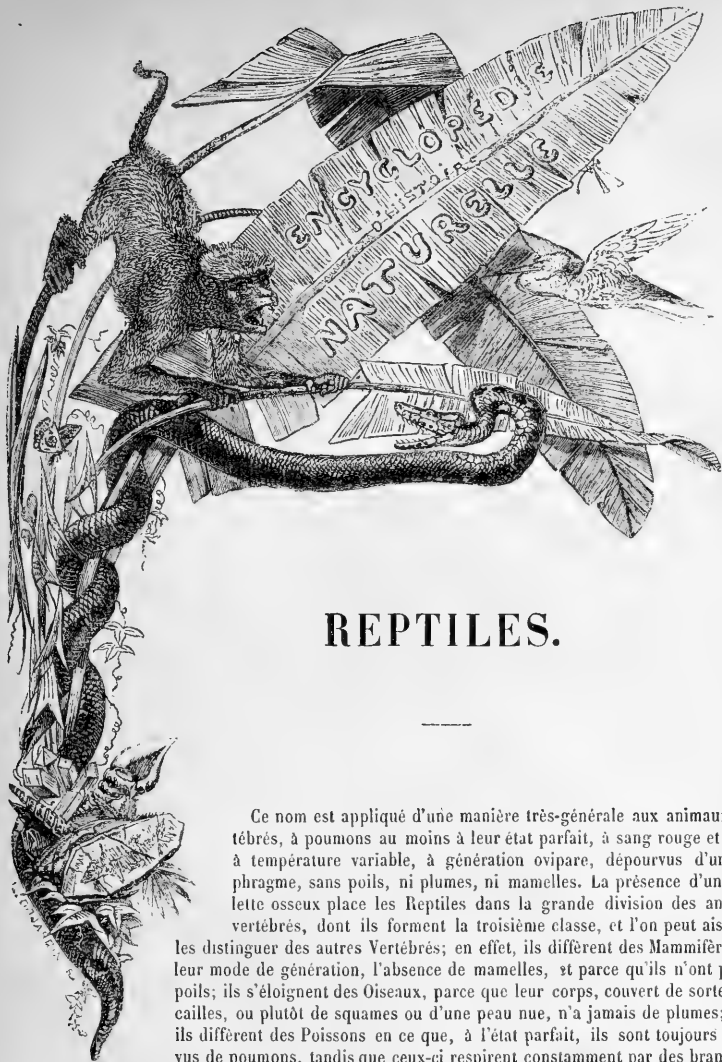 ENCYCLOPÉDIE
D'HISTOIRE
NATURELLE
REPTILES.
Ce nom est appliqué d'une manière très-générale aux animau
tébrés, à poumons au moins à leur état parfait, à sang rouge et
à température variable, à génération ovipare, dépourvus d'un
phragme, sans poils, ni plumes, ni mamelles. La présence d'un
lette osseux place les Reptiles dans la grande division des an
vertébrés, dont ils forment la troisième classe, et l'on peut ais
les distinguer des autres Vertébrés; en effet, ils diffèrent des Mammifèr
leur mode de génération, l'absence de mamelles, et parce qu'ils n'ont p
poils; ils s'éloignent des Oiseaux, parce que leur corps, couvert de sorte
cailles, ou plutôt de squames ou d'une peau nue, n'a jamais de plumes;
ils diffèrent des Poissons en ce que, à l'état parfait, ils sont toujours
vus de poumons, tandis que ceux-ci respirent constamment par des bran